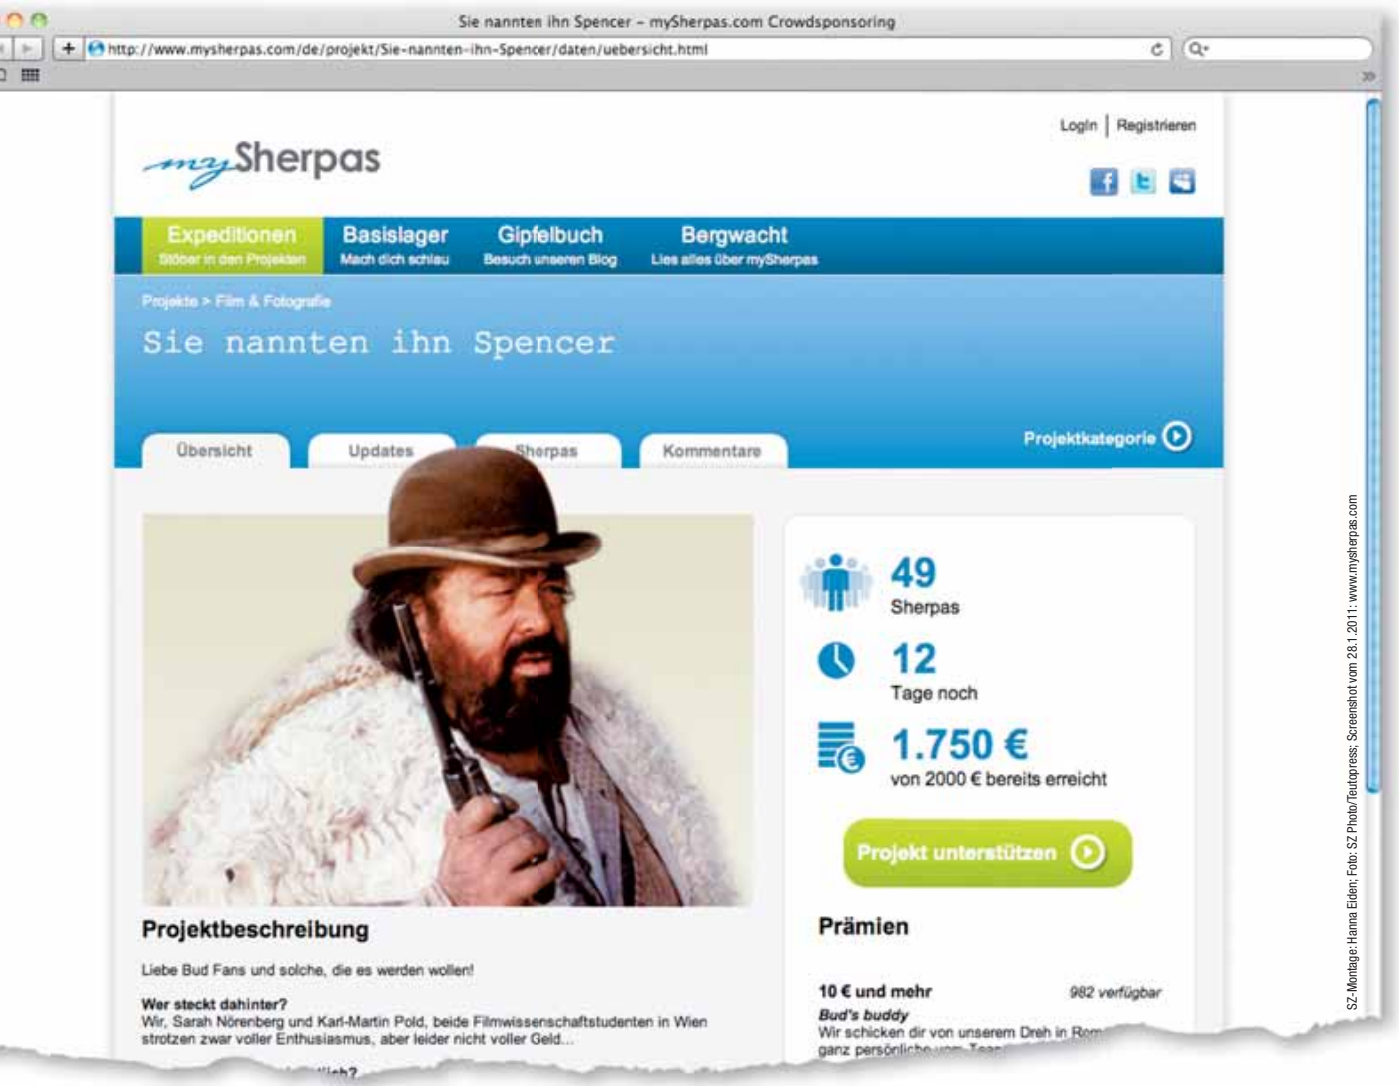 Sie nannten ihn Spencer – mySherpas.com Crowdsponsoring
http://www.mysherpas.com/de/projekt/Sie-nannten-ihn-Spencer/daten/uebersicht.html
Login | Registrieren
mySherpas
Expeditionen
Stöber in den Projekten
Basislager
Mach dich schlau
Gipfelbuch
Besuch unseren Blog
Bergwacht
Lies alles über mySherpas
Projekte > Film & Fotografie
Sie nannten ihn Spencer
Übersicht
Updates
Sherpas
Kommentare
Projektkategorie
49
Sherpas
12
Tage noch
1.750 €
von 2000 € bereits erreicht
Projekt unterstützen
Projektbeschreibung
Liebe Bud Fans und solche, die es werden wollen!
Wer steckt dahinter?
Wir, Sarah Nörenberg und Karl-Martin Pold, beide Filmwissenschaftstudenten in Wien
strotzen zwar voller Enthusiasmus, aber leider nicht voller Geld...
Prämien
10 € und mehr
982 verfügbar
Bud's buddy
Wir schicken dir von unserem Dreh in Rom
ganz persönliche vom Team
SZ-Montage: Hanna Eiden; Foto: SZ Photo/Teutopress; Screenshot vom 28.1.2011: www.mysherpas.com